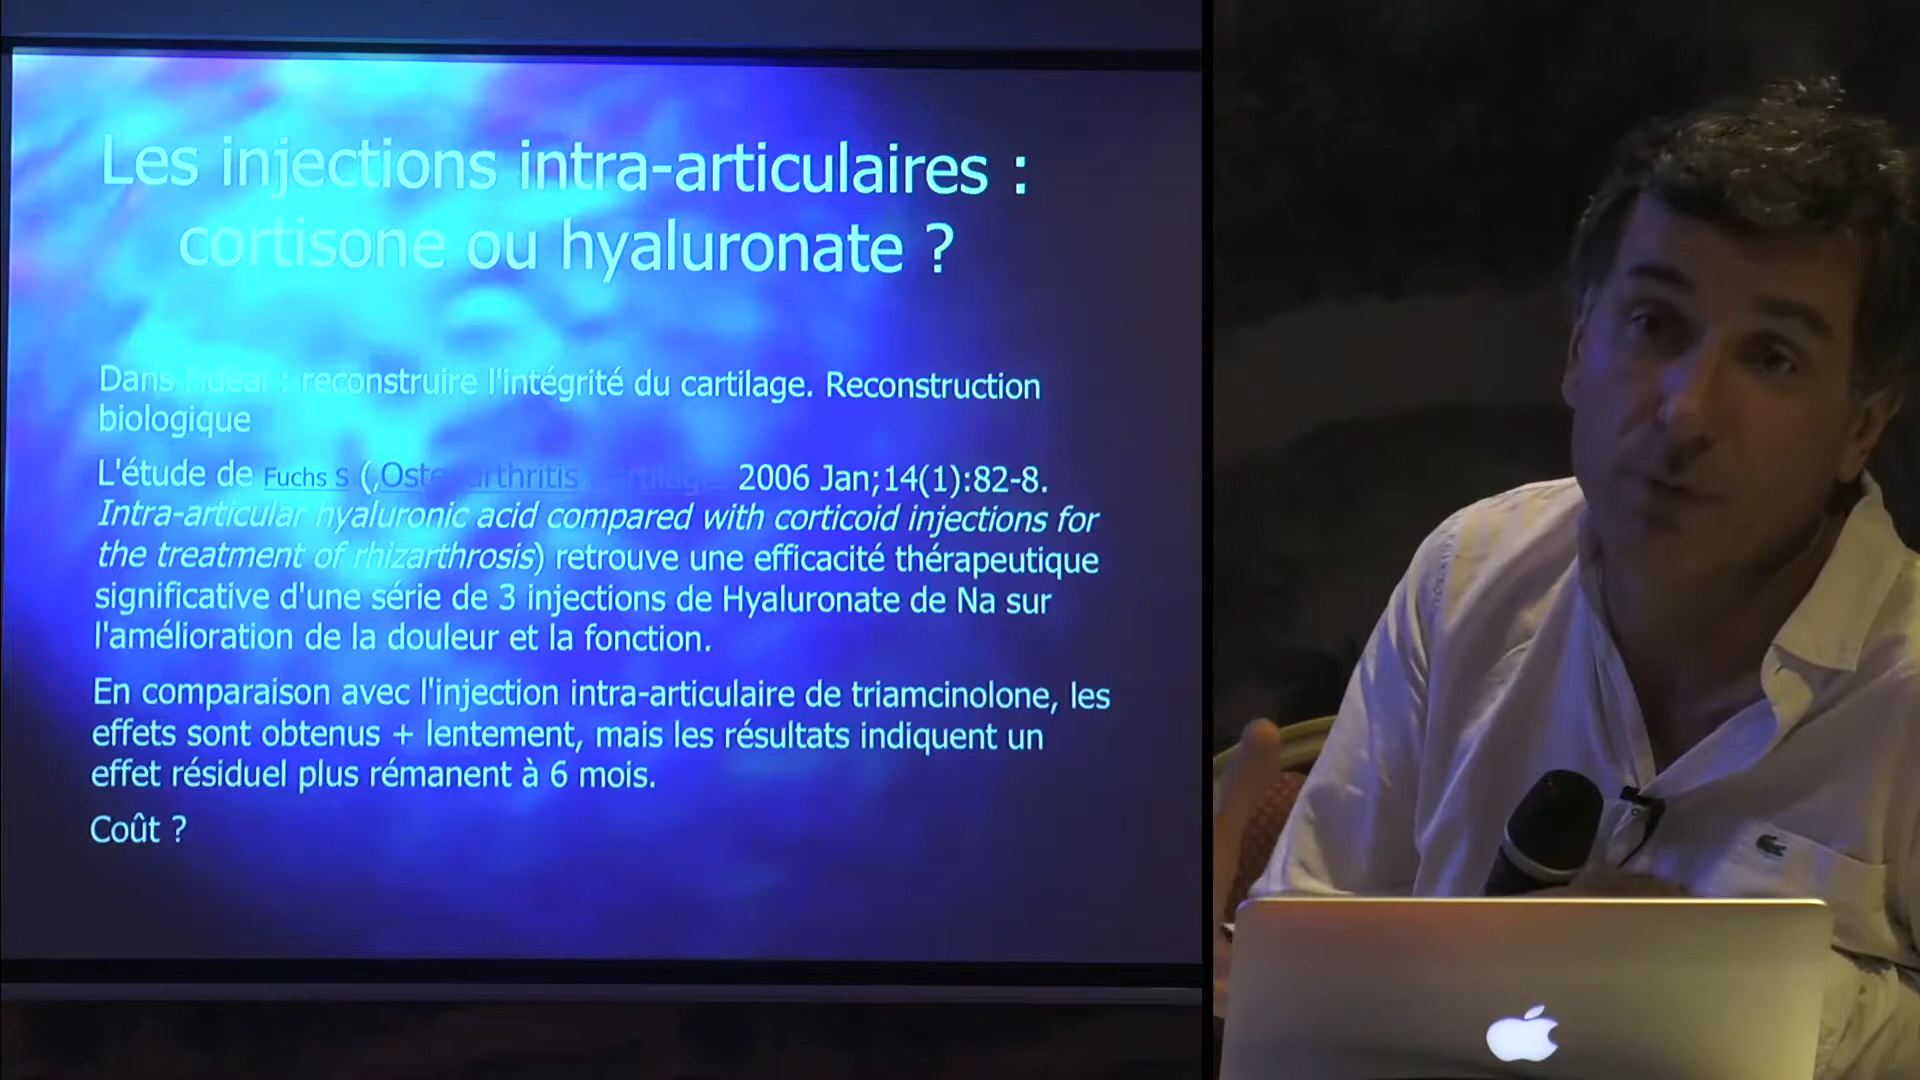 Les injections intra-articulaires :
cortisone ou hyaluronate ?
Dans l'idéal : reconstruire l'intégrité du cartilage. Reconstruction
biologique
L'étude de Fuchs S (,Osteoarthritis Cartilage. 2006 Jan;14(1):82-8.
Intra-articular hyaluronic acid compared with corticoid injections for
the treatment of rhizarthrosis) retrouve une efficacité thérapeutique
significative d'une série de 3 injections de Hyaluronate de Na sur
l'amélioration de la douleur et la fonction.
En comparaison avec l'injection intra-articulaire de triamcinolone, les
effets sont obtenus + lentement, mais les résultats indiquent un
effet résiduel plus rémanent à 6 mois.
Coût ?